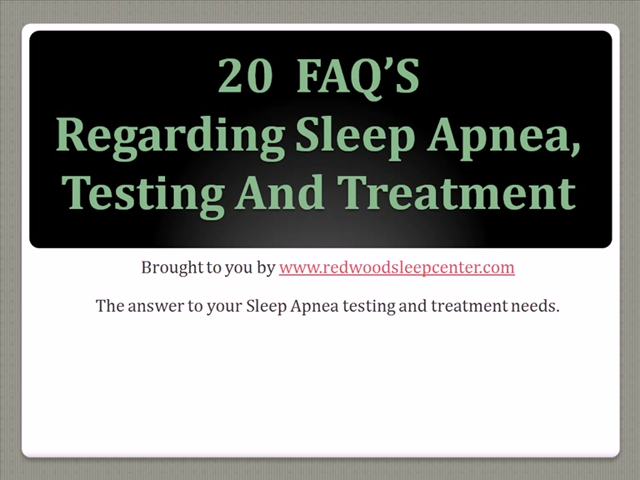 20 FAQ’S
Regarding Sleep Apnea,
Testing And Treatment
Brought to you by www.redwoodsleepcenter.com
The answer to your Sleep Apnea testing and treatment needs.